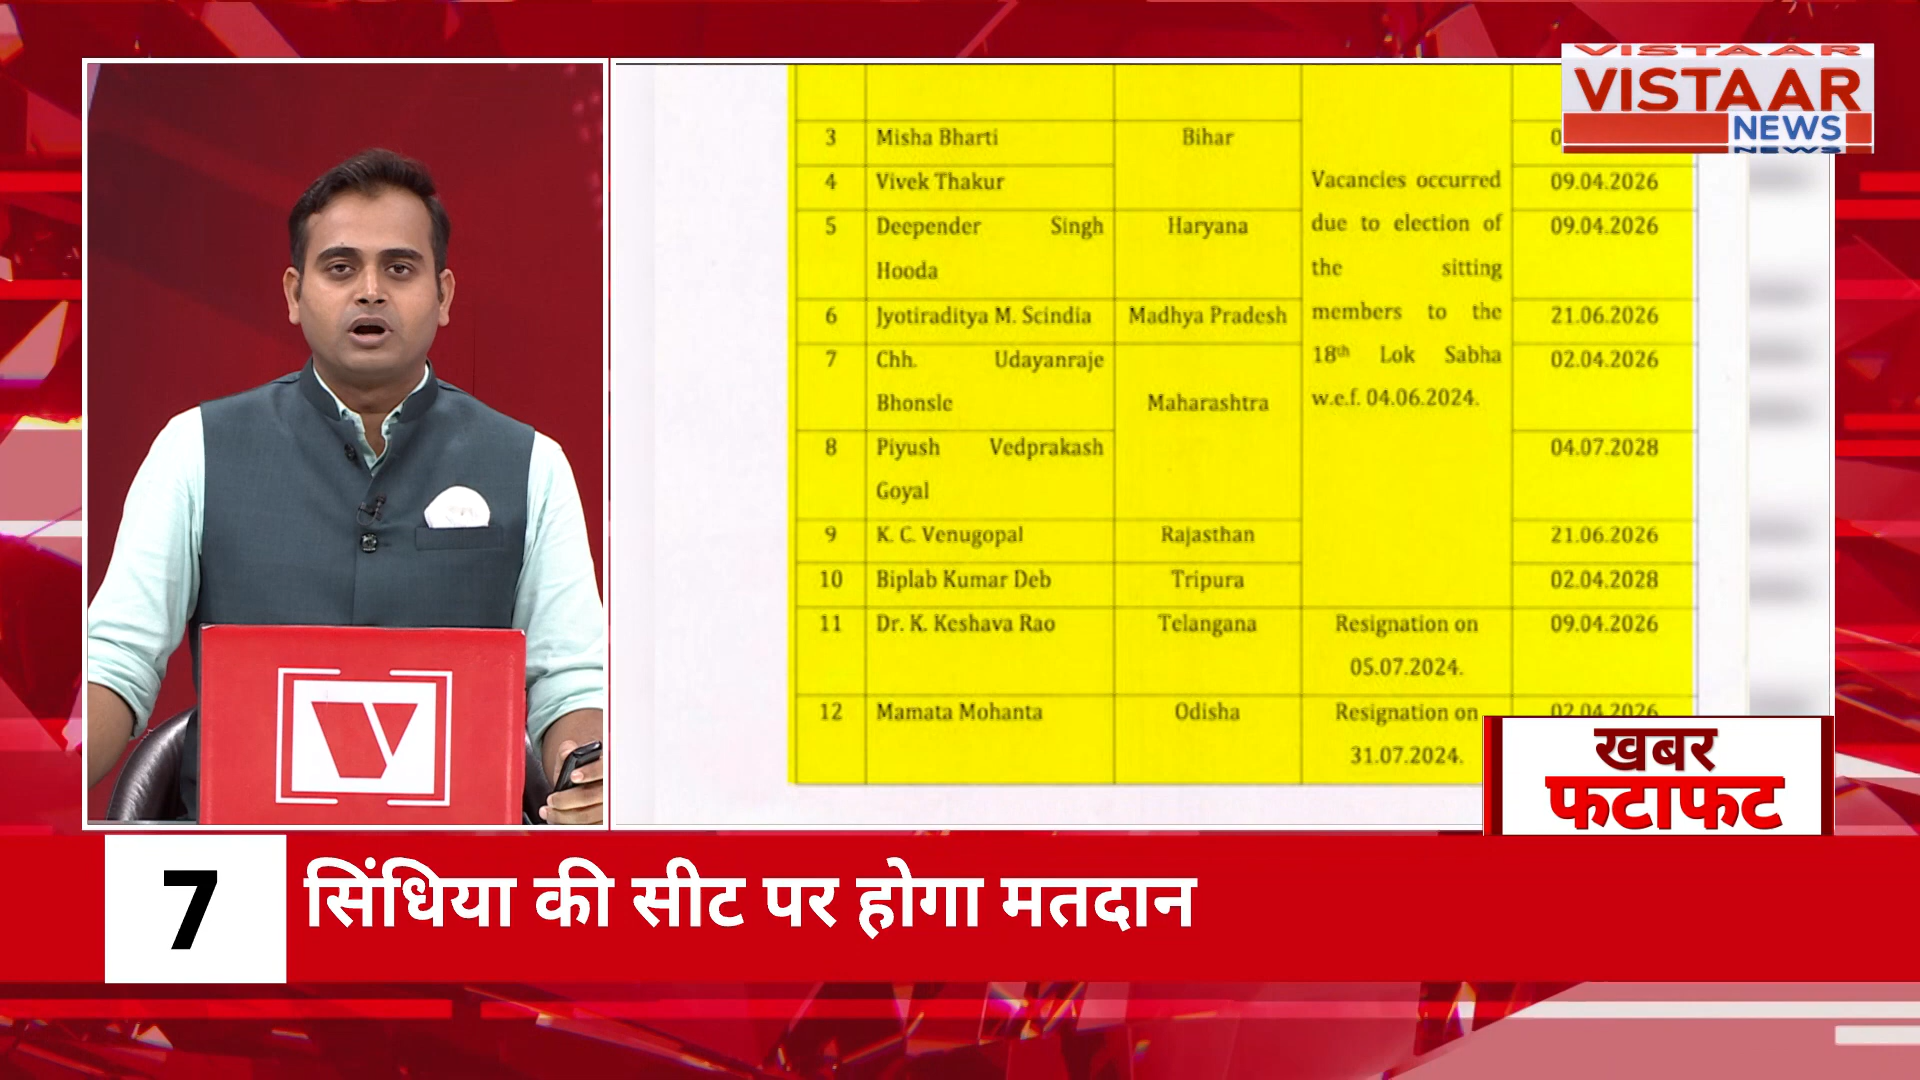 VISTAAR
VISTAAR
NEWS
NEWS
3 Misha Bharti Bihar
4 Vivek Thakur 09.04.2026
5 Deepender Singh Hooda Haryana 09.04.2026
6 Jyotiraditya M. Scindia Madhya Pradesh 21.06.2026
7 Chh. Udayanraje Bhonsle Maharashtra 02.04.2026
8 Piyush Vedprakash Goyal 04.07.2028
9 K. C. Venugopal Rajasthan 21.06.2026
10 Biplab Kumar Deb Tripura 02.04.2028
Vacancies occurred
due to election of
the sitting
members to the
18th Lok Sabha
w.e.f. 04.06.2024.
11 Dr. K. Keshava Rao Telangana Resignation on 05.07.2024. 09.04.2026
12 Mamata Mohanta Odisha Resignation on 31.07.2024. 02.04.2026
खबर
फटाफट
7 सिंधिया की सीट पर होगा मतदान